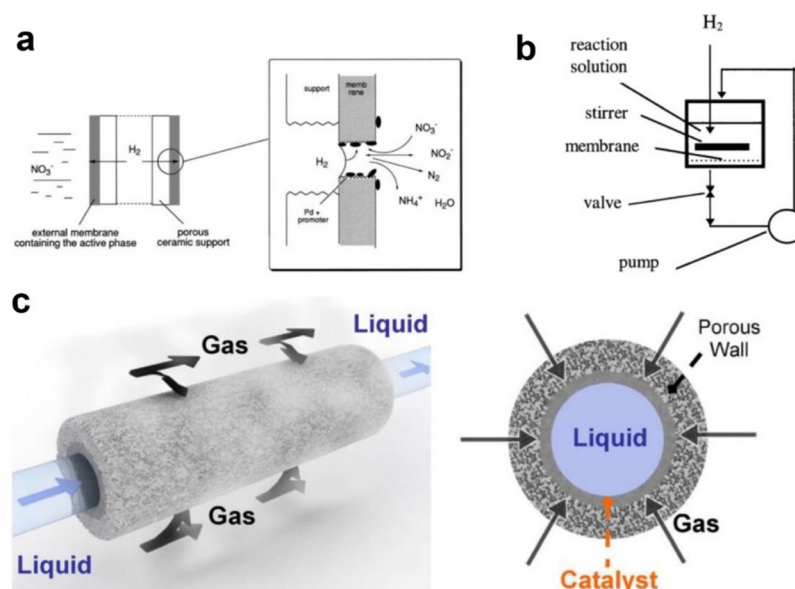 a
support
memb
rane
NO3-
H2
NO3-
NO2-
N2
NH4+
H2O
Pd +
promoter
H2
NO3-
external membrane
containing the active phase
porous
ceramic support
b
H2
reaction
solution
stirrer
membrane
valve
pump
c
Gas
Liquid
Gas
Liquid
Porous
Wall
Liquid
Gas
Catalyst